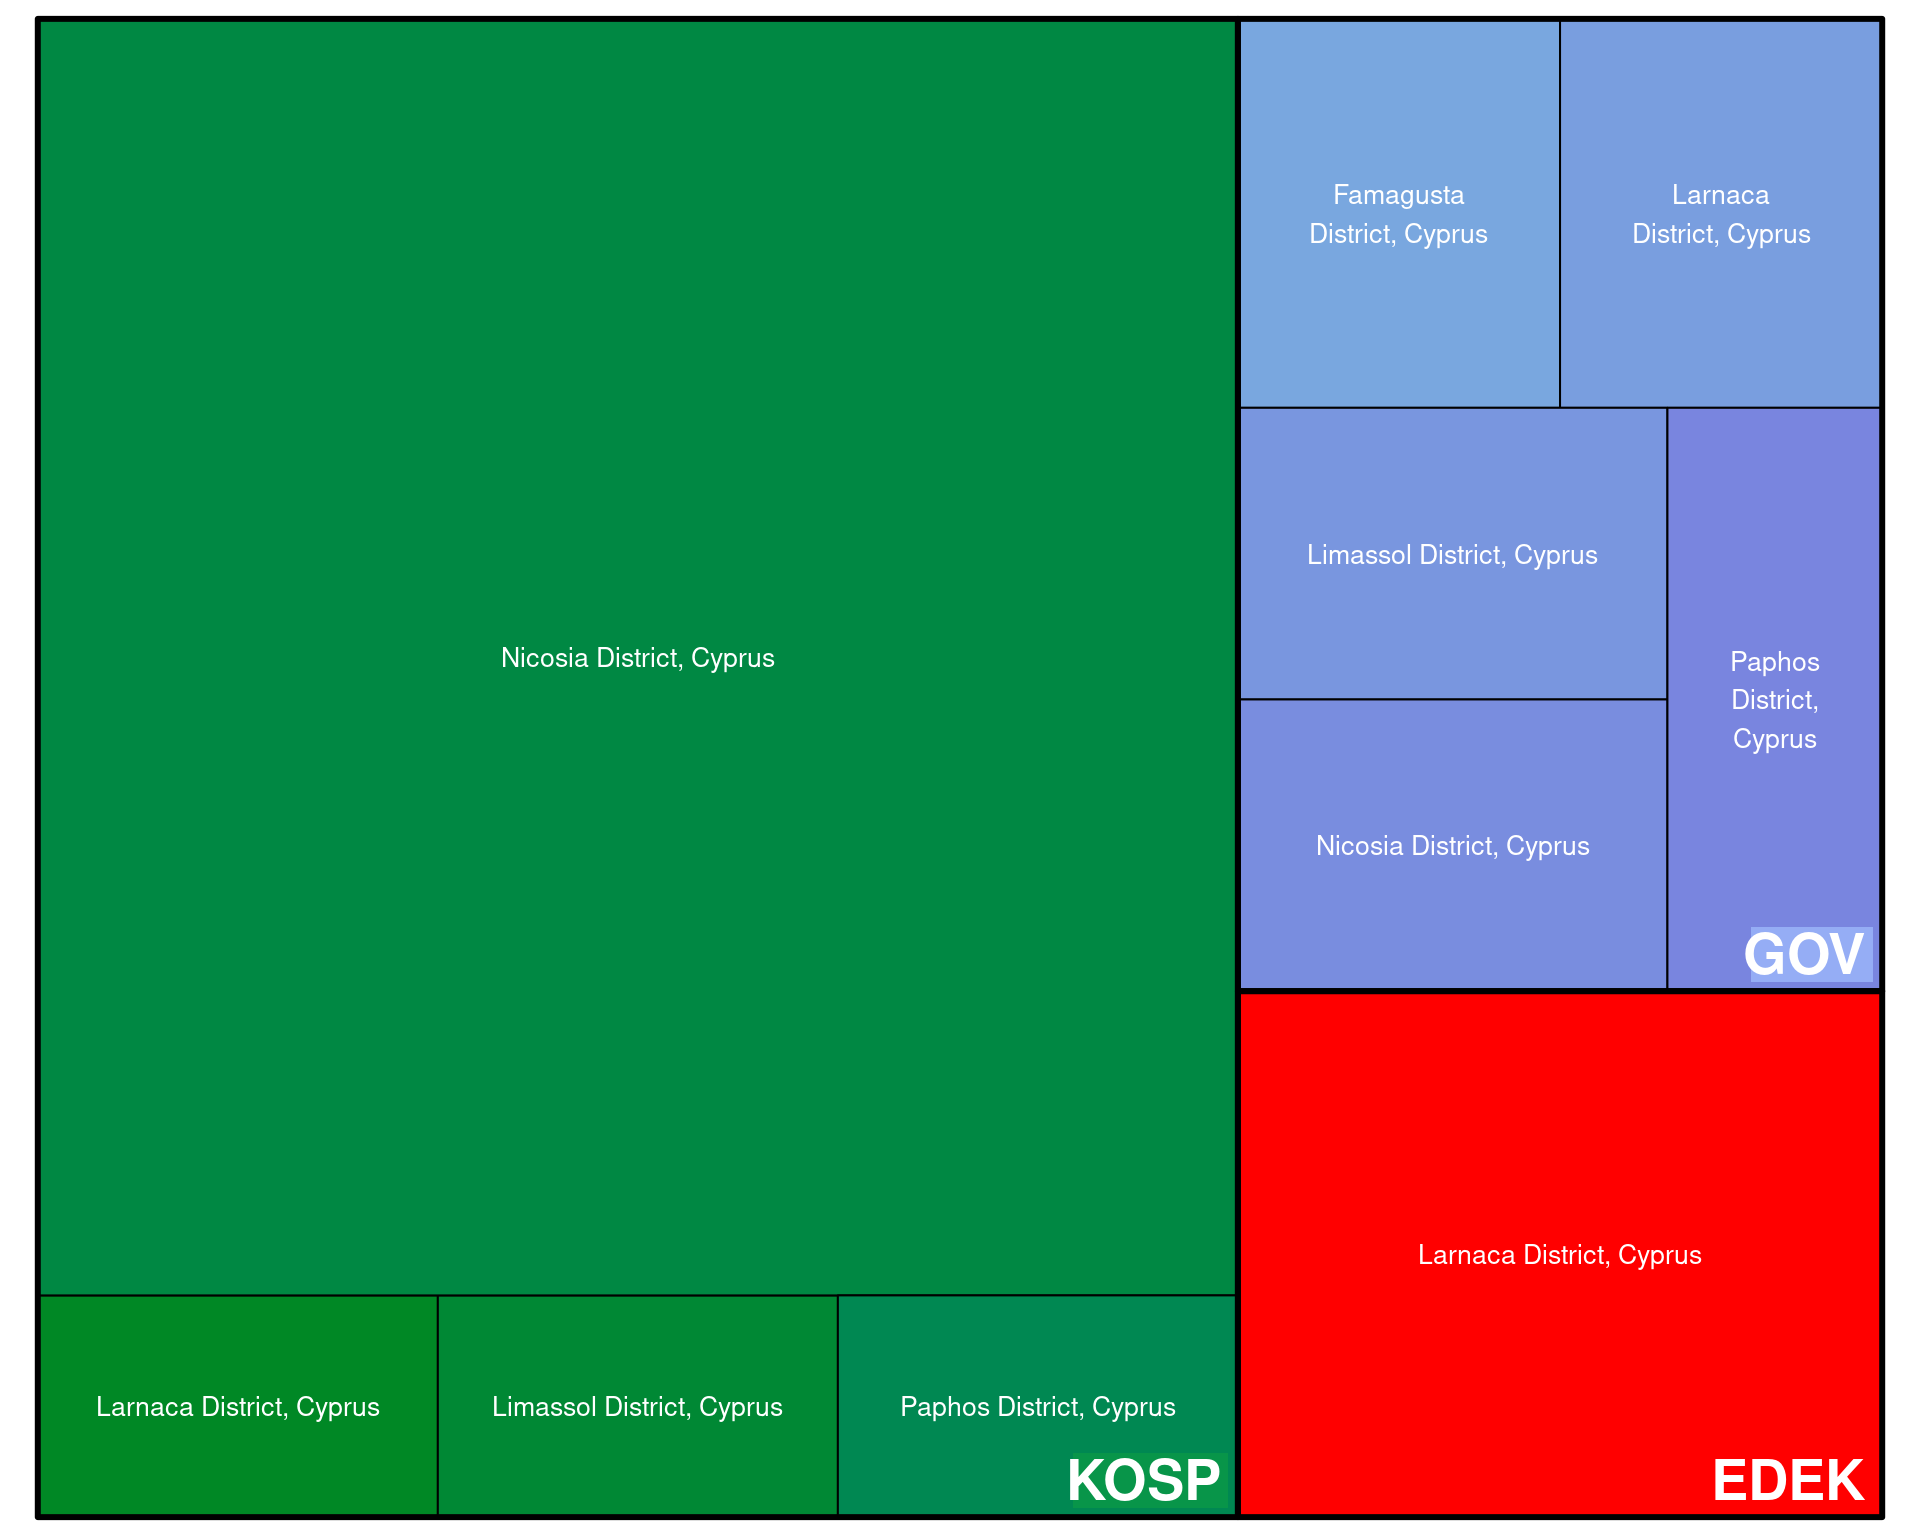 Nicosia District, Cyprus
Larnaca District, Cyprus
Limassol District, Cyprus
Paphos District, Cyprus
KOSP
Famagusta
District, Cyprus
Larnaca
District, Cyprus
Limassol District, Cyprus
Nicosia District, Cyprus
Paphos
District,
Cyprus
GOV
Larnaca District, Cyprus
EDEK